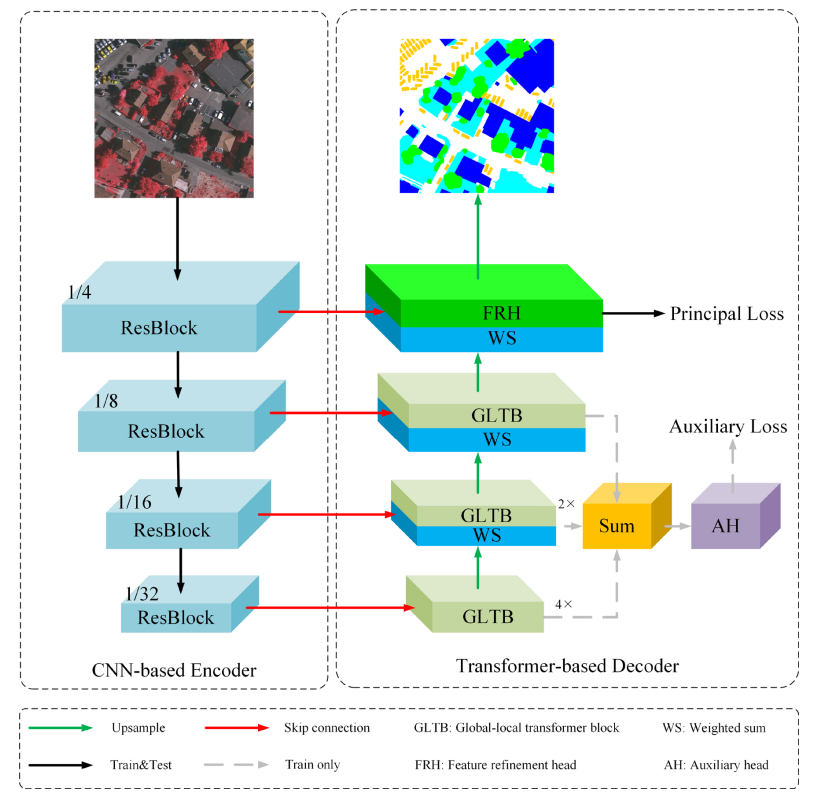 1/4
ResBlock
FRH
WS
Principal Loss
1/8
ResBlock
GLTB
WS
Auxiliary Loss
1/16
ResBlock
GLTB
WS
2×
Sum
AH
1/32
ResBlock
GLTB
4×
CNN-based Encoder
Transformer-based Decoder
Upsample
Skip connection
GLTB: Global-local transformer block
WS: Weighted sum
Train&Test
Train only
FRH: Feature refinement head
AH: Auxiliary head